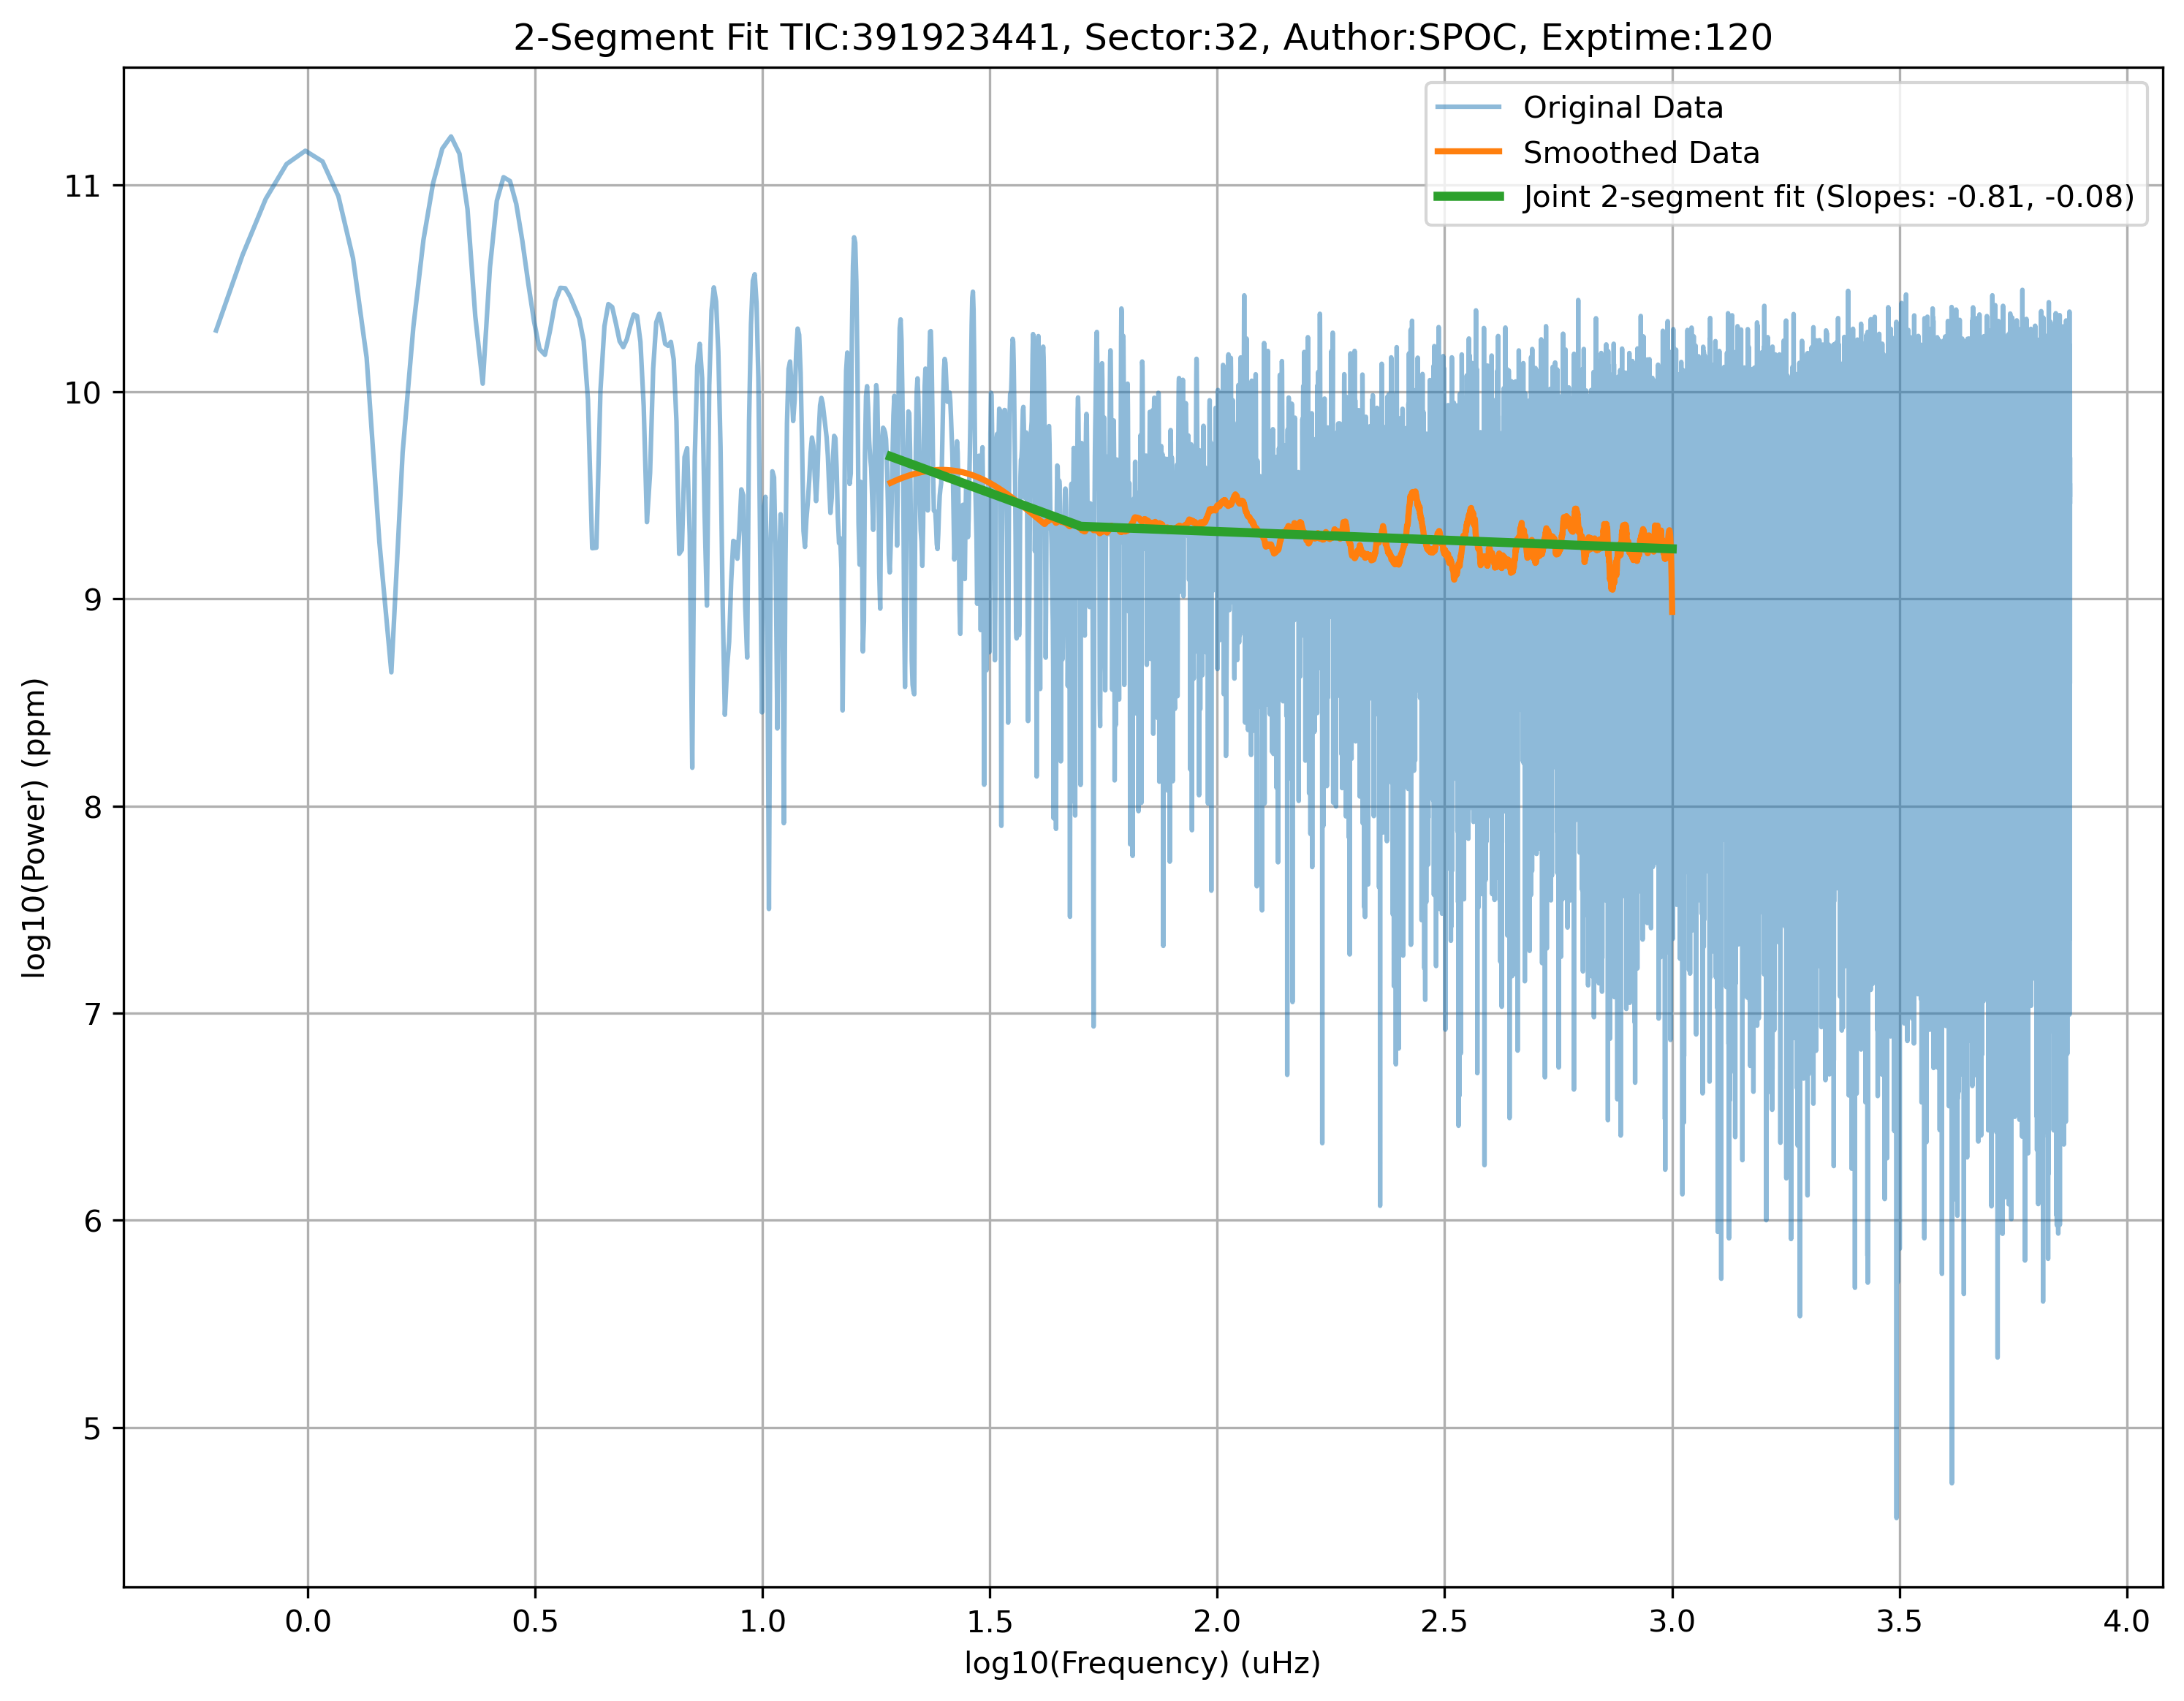 2-Segment Fit TIC:391923441, Sector:32, Author:SPOC, Exptime:120
Original Data
Smoothed Data
Joint 2-segment fit (Slopes: -0.81, -0.08)
log10(Power) (ppm)
11
10
9
8
7
6
5
0.0 0.5 1.0 1.5 2.0 2.5 3.0 3.5 4.0
log10(Frequency) (uHz)